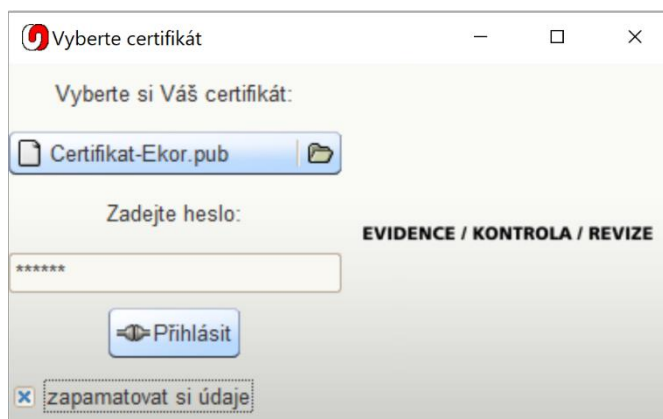 Vyberte certifikát
Vyberte si Váš certifikát:
Certifikat-Ekor.pub
Zadejte heslo:
EVIDENCE / KONTROLA / REVIZE
******
Přihlásit
zapamatovat si údaje